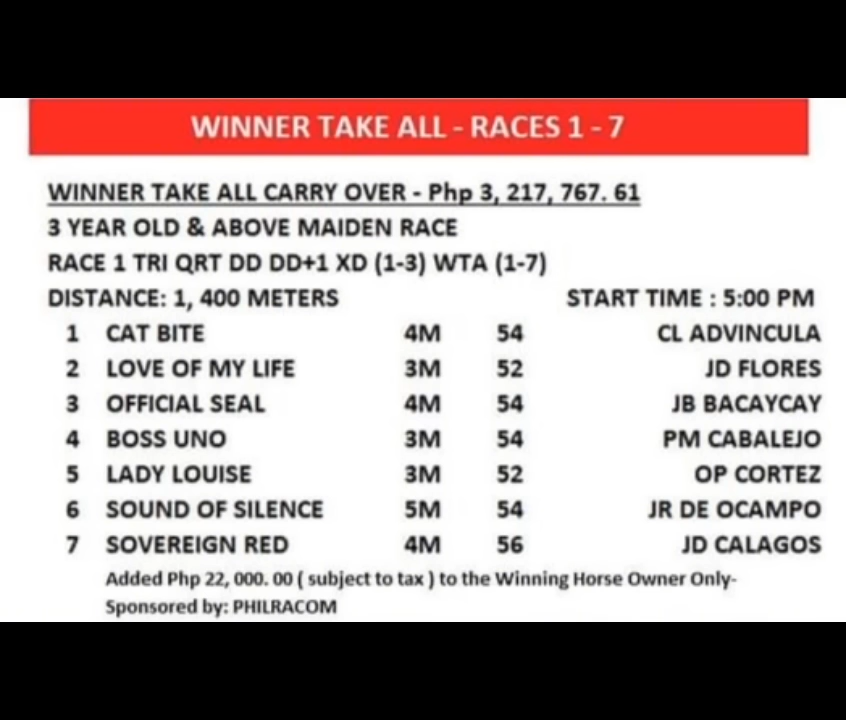 WINNER TAKE ALL - RACES 1 - 7
WINNER TAKE ALL CARRY OVER - Php 3, 217, 767. 61
3 YEAR OLD & ABOVE MAIDEN RACE
RACE 1 TRI QRT DD DD+1 XD (1-3) WTA (1-7)
DISTANCE: 1, 400 METERS START TIME : 5:00 PM
1 CAT BITE 4M 54 CL ADVINCULA
2 LOVE OF MY LIFE 3M 52 JD FLORES
3 OFFICIAL SEAL 4M 54 JB BACAYCAY
4 BOSS UNO 3M 54 PM CABALEJO
5 LADY LOUISE 3M 52 OP CORTEZ
6 SOUND OF SILENCE 5M 54 JR DE OCAMPO
7 SOVEREIGN RED 4M 56 JD CALAGOS
Added Php 22, 000. 00 ( subject to tax ) to the Winning Horse Owner Only-
Sponsored by: PHILRACOM